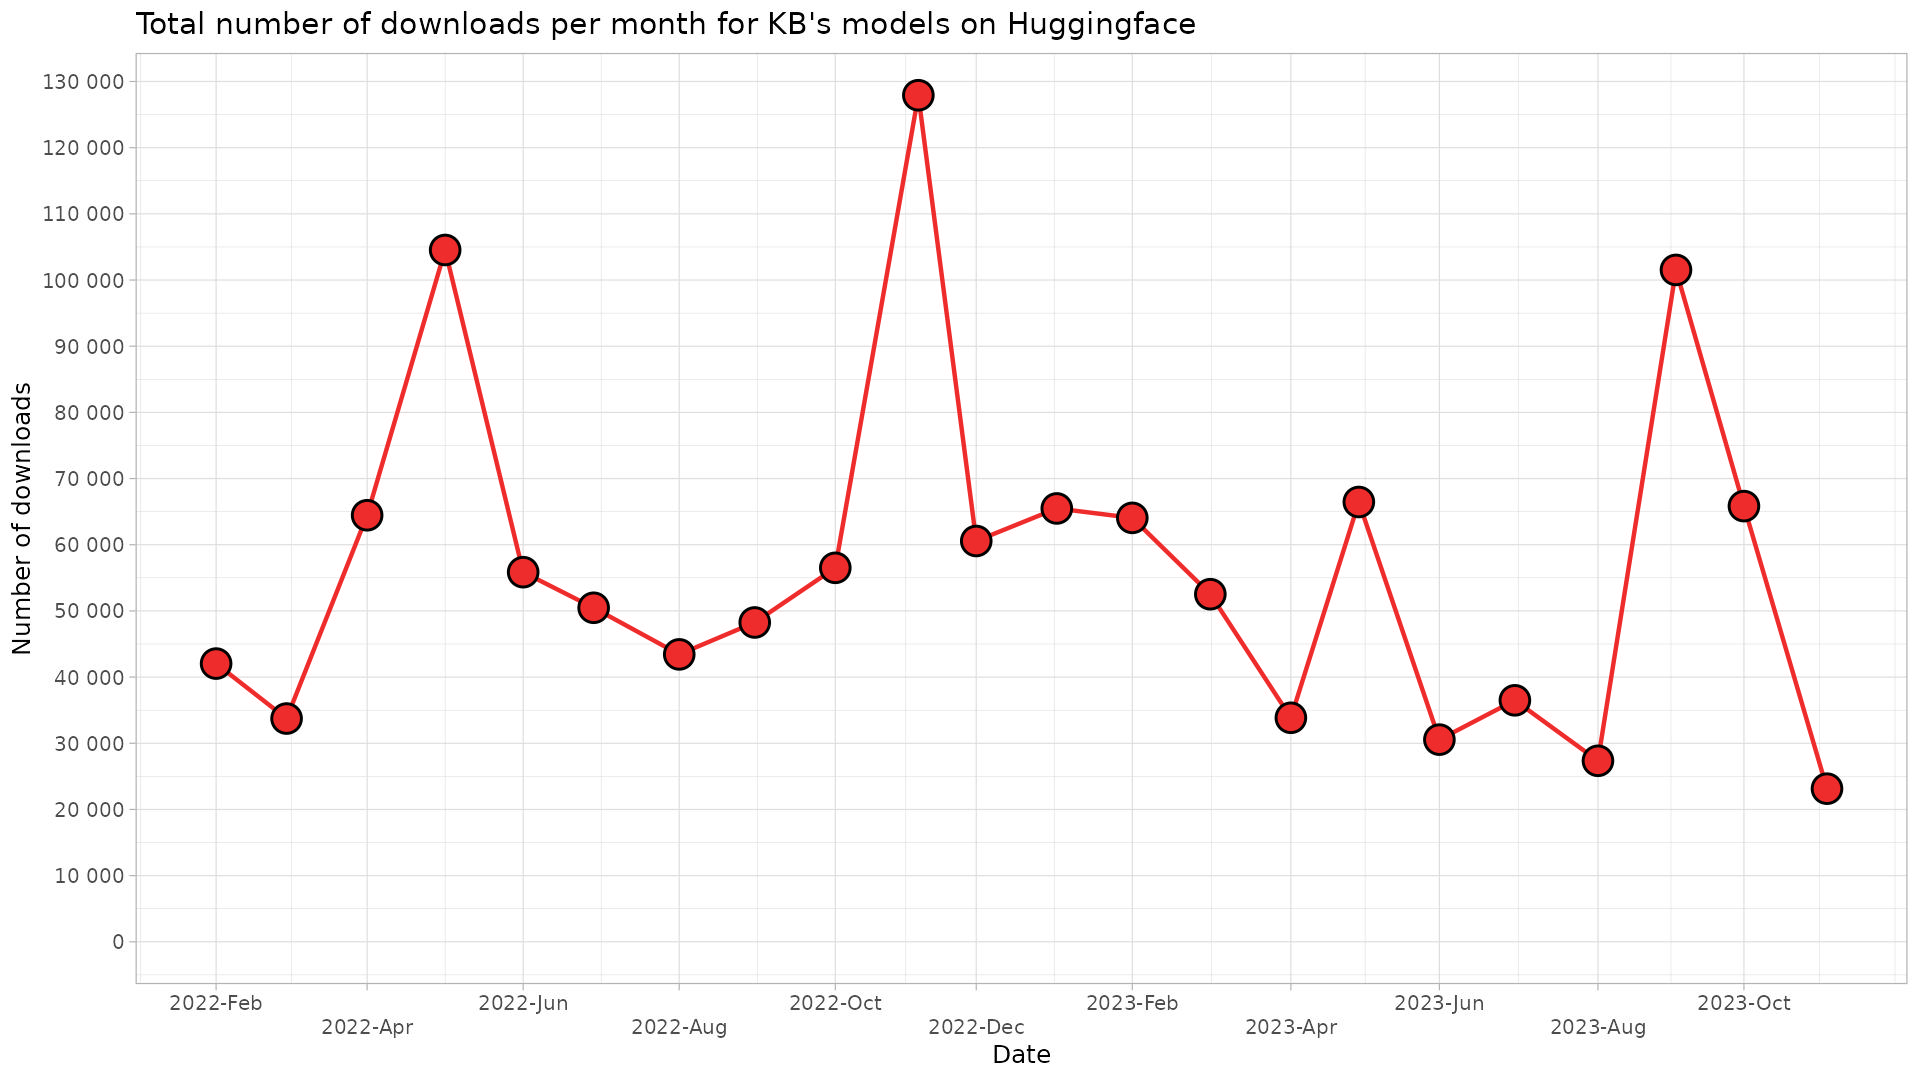 Total number of downloads per month for KB's models on Huggingface
Number of downloads
130 000
120 000
110 000
100 000
90 000
80 000
70 000
60 000
50 000
40 000
30 000
20 000
10 000
0
2022-Feb
2022-Apr
2022-Jun
2022-Aug
2022-Oct
2022-Dec
2023-Feb
2023-Apr
2023-Jun
2023-Aug
2023-Oct
Date